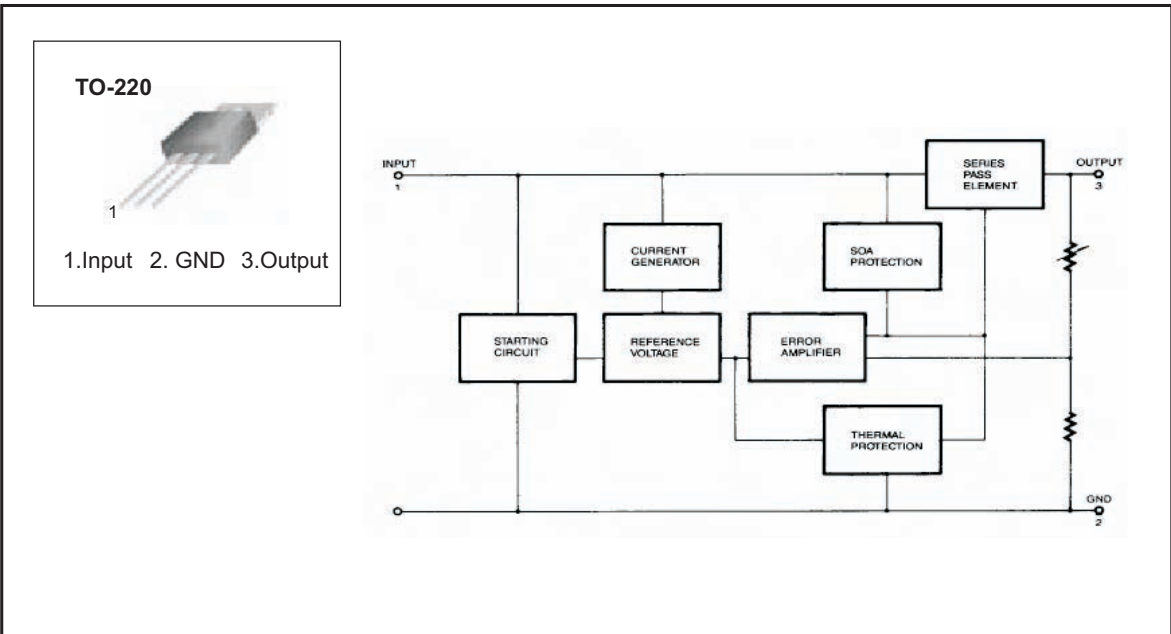 TO-220
1
1.Input 2. GND 3.Output
INPUT
1
SERIES
PASS
ELEMENT
OUTPUT
3
CURRENT
GENERATOR
SOA
PROTECTION
STARTING
CIRCUIT
REFERENCE
VOLTAGE
ERROR
AMPLIFIER
THERMAL
PROTECTION
GND
2